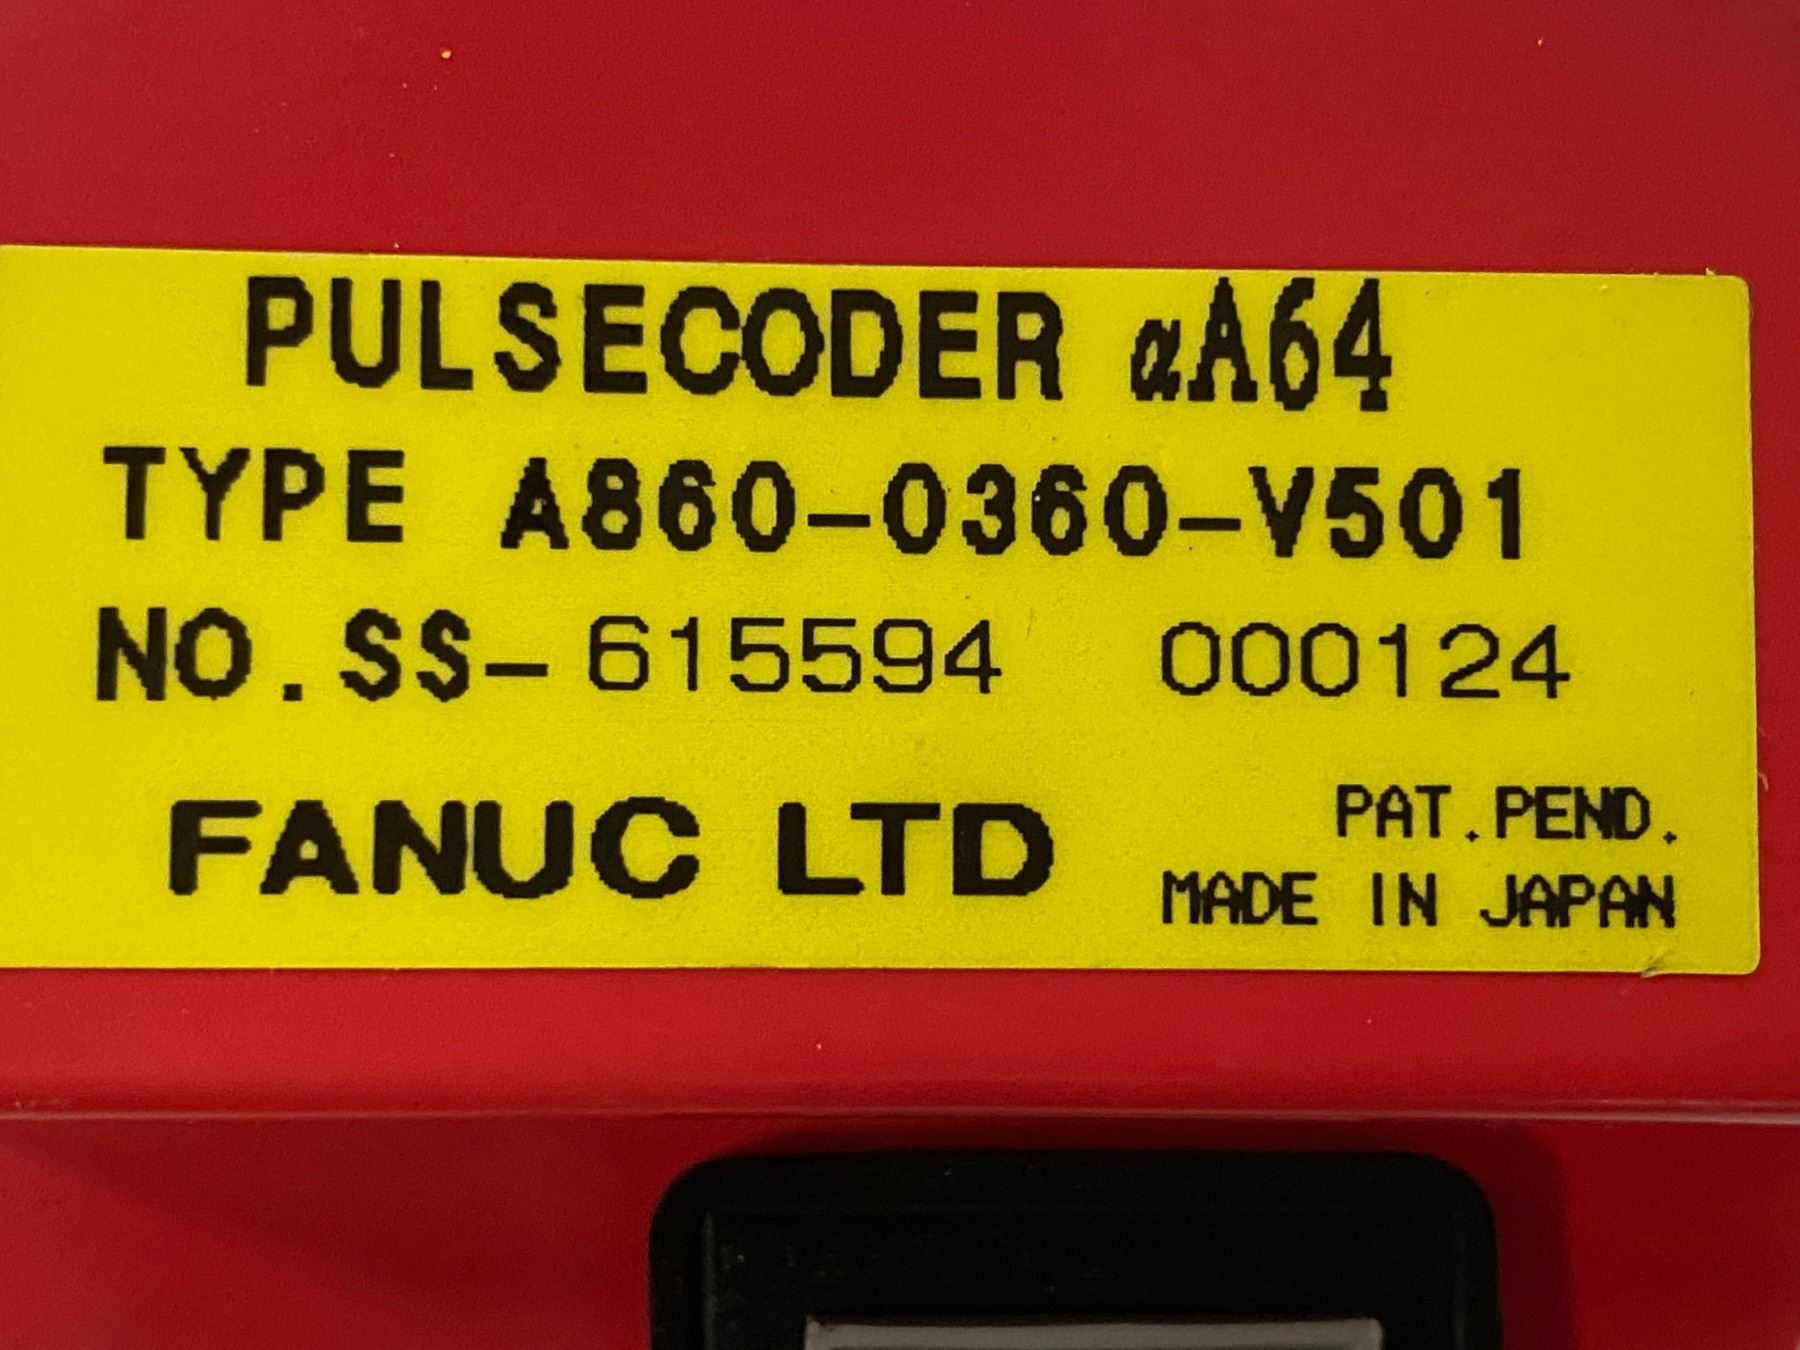 PULSECODER αA64
TYPE A860-0360-V501
NO.SS-615594 000124
FANUC LTD
PAT.PEND.
MADE IN JAPAN